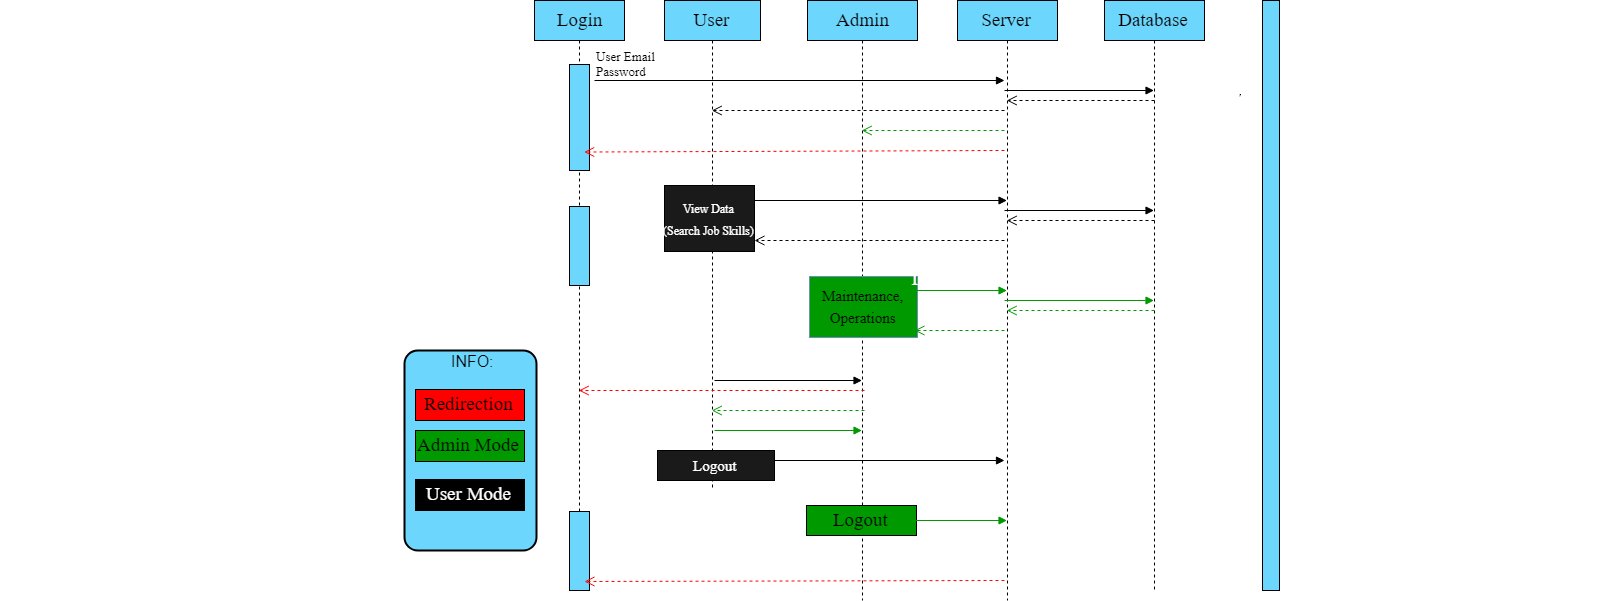 Login
User
Admin
Server
Database
User Email
Password
View Data
(Search Job Skills)
Maintenance,
Operations
INFO:
Redirection
Admin Mode
User Mode
Logout
Logout